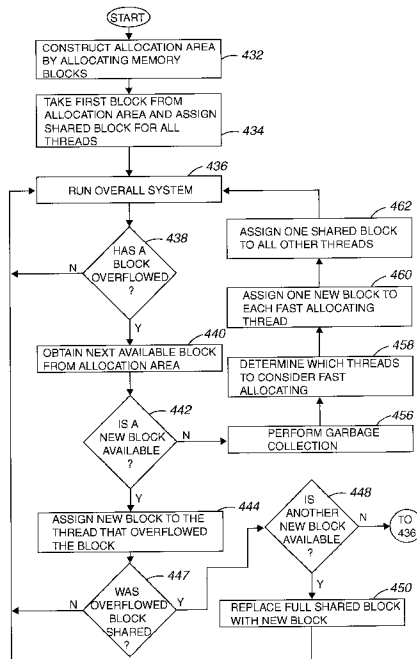 START
CONSTRUCT ALLOCATION AREA
BY ALLOCATING MEMORY
BLOCKS
432
TAKE FIRST BLOCK FROM
ALLOCATION AREA AND ASSIGN
SHARED BLOCK FOR ALL
THREADS
434
436
RUN OVERALL SYSTEM
462
ASSIGN ONE SHARED BLOCK
TO ALL OTHER THREADS
438
HAS A
BLOCK
OVERFLOWED
?
N
Y
460
ASSIGN ONE NEW BLOCK TO
EACH FAST ALLOCATING
THREAD
440
OBTAIN NEXT AVAILABLE BLOCK
FROM ALLOCATION AREA
458
DETERMINE WHICH THREADS
TO CONSIDER FAST
ALLOCATING
442
IS A
NEW BLOCK
AVAILABLE
?
N
Y
456
PERFORM GARBAGE
COLLECTION
444
ASSIGN NEW BLOCK TO THE
THREAD THAT OVERFLOWED
THE BLOCK
448
IS
ANOTHER
NEW BLOCK
AVAILABLE
?
N
TO
436
Y
447
WAS
OVERFLOWED
BLOCK
SHARED
?
N
Y
450
REPLACE FULL SHARED BLOCK
WITH NEW BLOCK